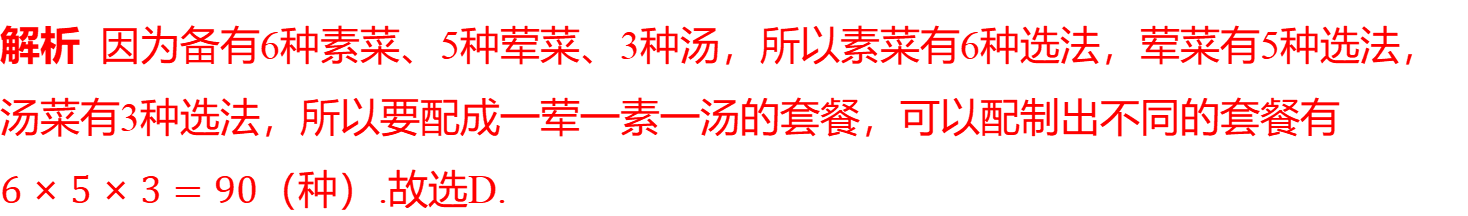 解析 因为备有6种素菜、5种荤菜、3种汤，所以素菜有6种选法，荤菜有5种选法，
汤菜有3种选法，所以要配成一荤一素一汤的套餐，可以配制出不同的套餐有
6 × 5 × 3 = 90（种）.故选D.